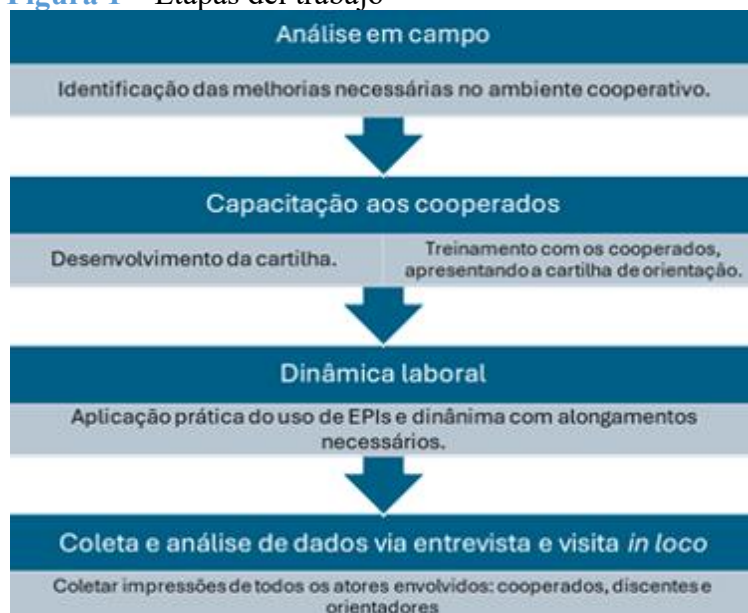 Figura 1 – Etapas del trabajo
Análise em campo
Identificação das melhorias necessárias no ambiente cooperativo.
Capacitação aos cooperados
Desenvolvimento da cartilha.
Treinamento com os cooperados,
apresentando a cartilha de orientação.
Dinâmica laboral
Aplicação prática do uso de EPIs e dinânima com alongamentos
necessários.
Coleta e análise de dados via entrevista e visita in loco
Coletar impressões de todos os atores envolvidos: cooperados, discentes e
orientadores